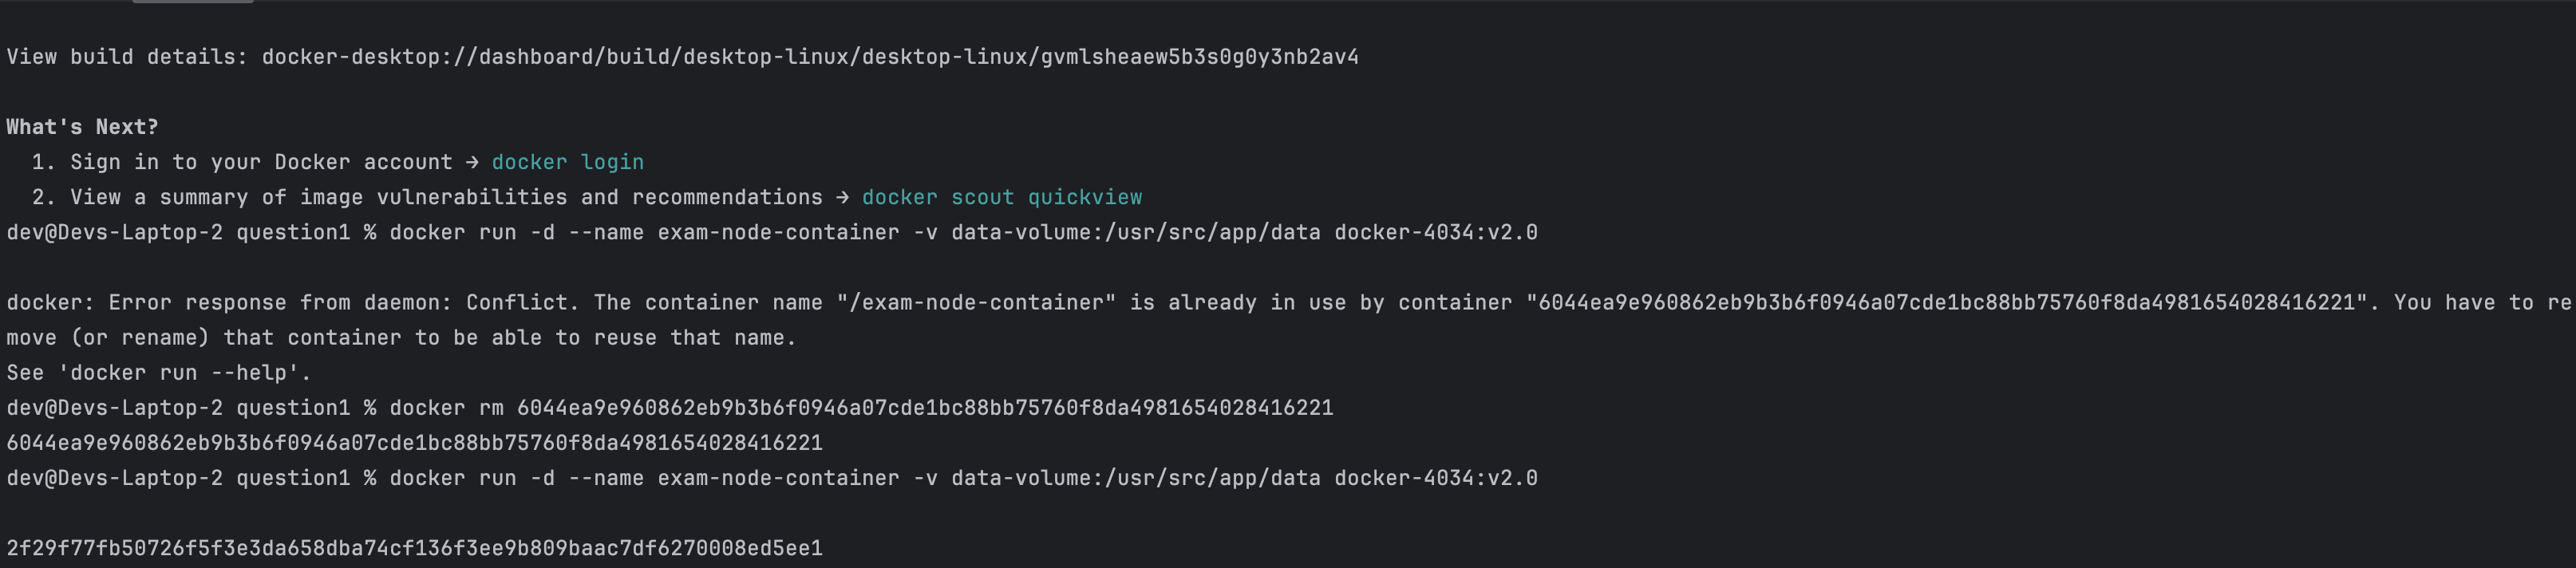 View build details: docker-desktop://dashboard/build/desktop-linux/desktop-linux/gvmlsheaew5b3s0g0y3nb2av4
What's Next?
1. Sign in to your Docker account → docker login
2. View a summary of image vulnerabilities and recommendations → docker scout quickview
dev@Devs-Laptop-2 question1 % docker run -d --name exam-node-container -v data-volume:/usr/src/app/data docker-4034:v2.0
docker: Error response from daemon: Conflict. The container name "/exam-node-container" is already in use by container "6044ea9e960862eb9b3b6f0946a07cde1bc88bb75760f8da4981654028416221". You have to re
move (or rename) that container to be able to reuse that name.
See 'docker run --help'.
dev@Devs-Laptop-2 question1 % docker rm 6044ea9e960862eb9b3b6f0946a07cde1bc88bb75760f8da4981654028416221
6044ea9e960862eb9b3b6f0946a07cde1bc88bb75760f8da4981654028416221
dev@Devs-Laptop-2 question1 % docker run -d --name exam-node-container -v data-volume:/usr/src/app/data docker-4034:v2.0
2f29f77fb50726f5f3e3da658dba74cf136f3ee9b809baac7df6270008ed5ee1